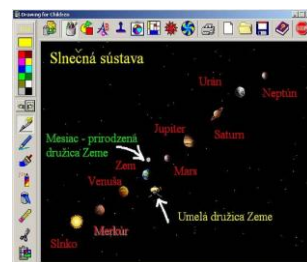 Drawing for Children
Slnečná sústava
Urán
Neptún
Jupiter
Saturn
Mesiac - prirodzená
družica Zeme
Zem
Mars
Venuša
Umelá družica Zeme
Merkúr
Slnko